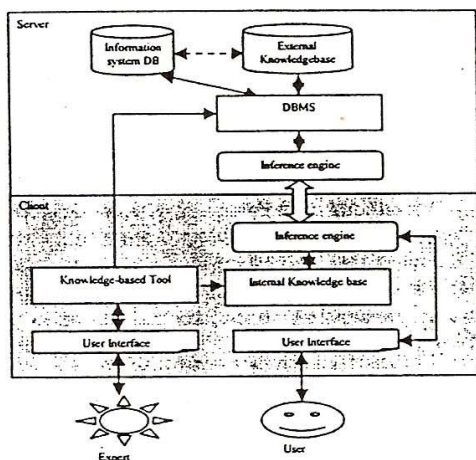 Server
Information
system DB
External
Knowledgebase
DBMS
Inference engine
Client
Inference engine
Knowledge-based Tool
Internal Knowledge base
User Interface
User Interface
Expert
User